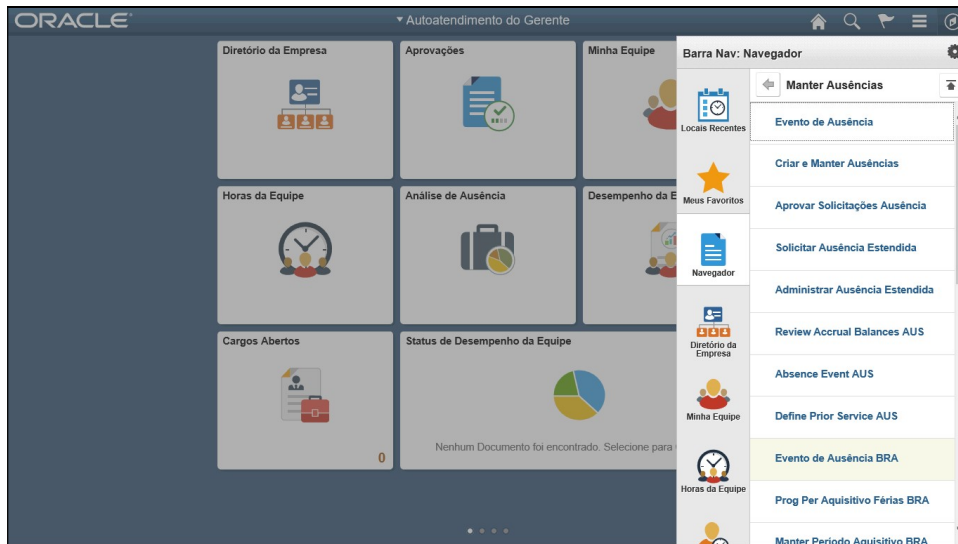 ORACLE
Autoatendimento do Gerente
Diretório da Empresa
Aprovações
Minha Equipe
Horas da Equipe
Análise de Ausência
Desempenho da E
Cargos Abertos
0
Status de Desempenho da Equipe
Nenhum Documento foi encontrado. Selecione para
Barra Nav: Navegador
Locais Recentes
Meus Favoritos
Navegador
Diretório da
Empresa
Minha Equipe
Horas da Equipe
Manter Ausências
Evento de Ausência
Criar e Manter Ausências
Aprovar Solicitações Ausência
Solicitar Ausência Estendida
Administrar Ausência Estendida
Review Accrual Balances AUS
Absence Event AUS
Define Prior Service AUS
Evento de Ausência BRA
Prog Per Aquisitivo Férias BRA
Manter Periodo Aquisitivo BRA